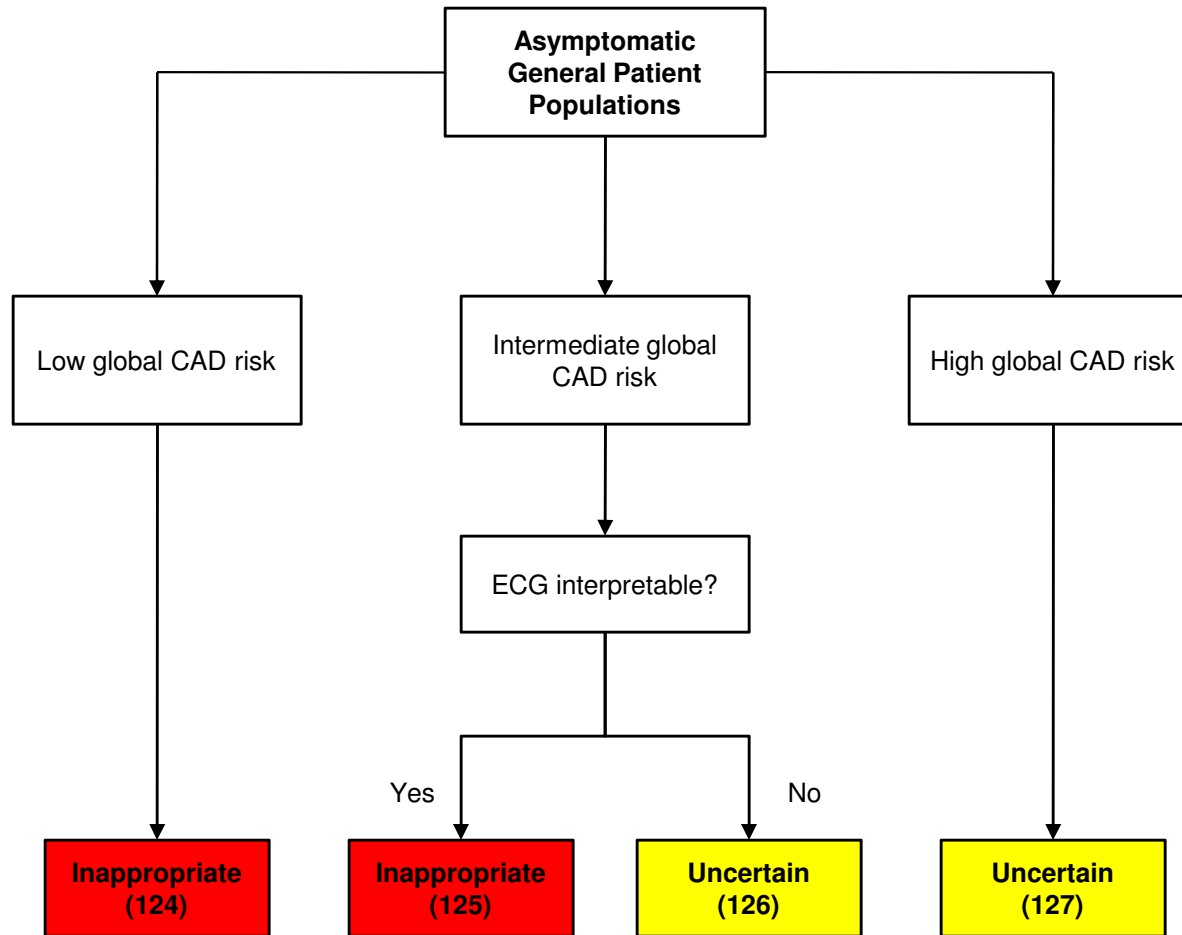 Asymptomatic
General Patient
Populations
Low global CAD risk
Intermediate global
CAD risk
High global CAD risk
ECG interpretable?
Yes
No
Inappropriate
(124)
Inappropriate
(125)
Uncertain
(126)
Uncertain
(127)